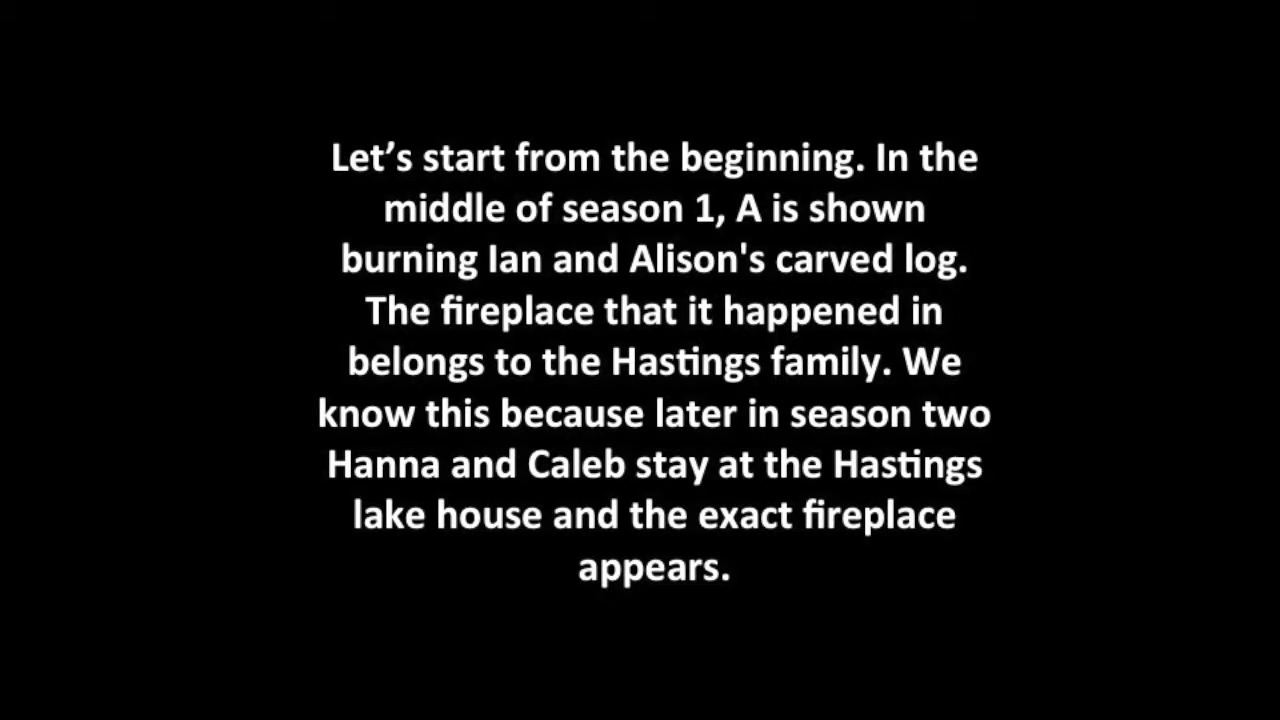 Let’s start from the beginning. In the
middle of season 1, A is shown
burning Ian and Alison's carved log.
The fireplace that it happened in
belongs to the Hastings family. We
know this because later in season two
Hanna and Caleb stay at the Hastings
lake house and the exact fireplace
appears.